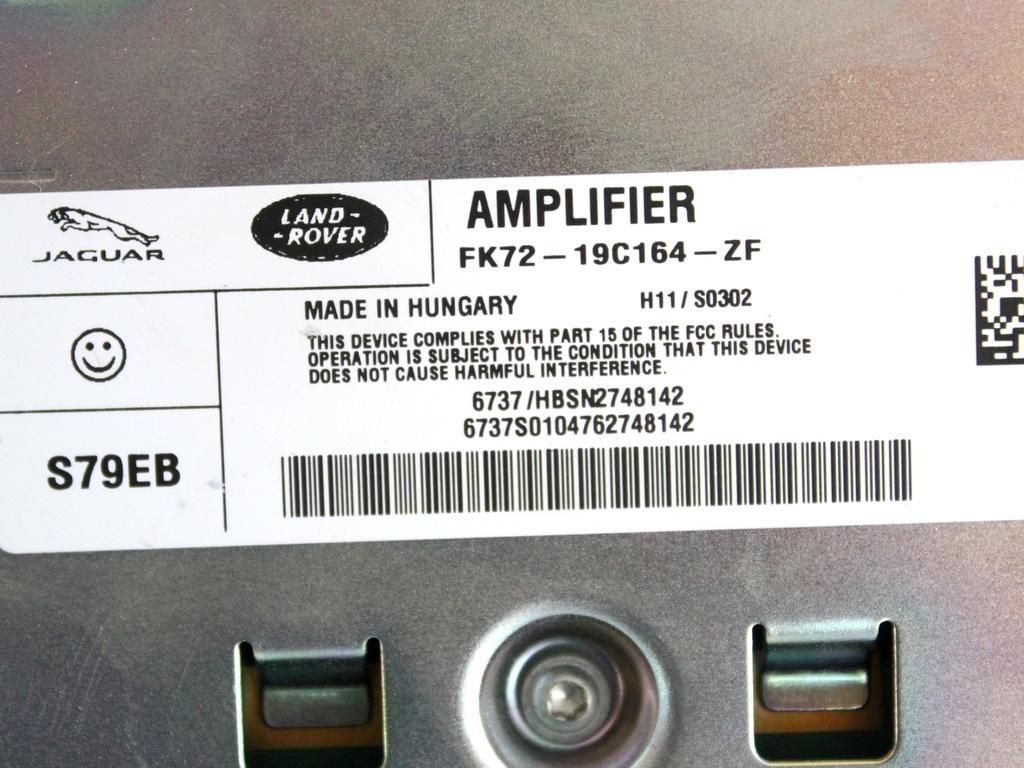 JAGUAR
LAND-
-ROVER
AMPLIFIER
FK72-19C164-ZF
MADE IN HUNGARY H11/S0302
THIS DEVICE COMPLIES WITH PART 15 OF THE FCC RULES.
OPERATION IS SUBJECT TO THE CONDITION THAT THIS DEVICE
DOES NOT CAUSE HARMFUL INTERFERENCE.
6737/HBSN2748142
6737S0104762748142
S79EB